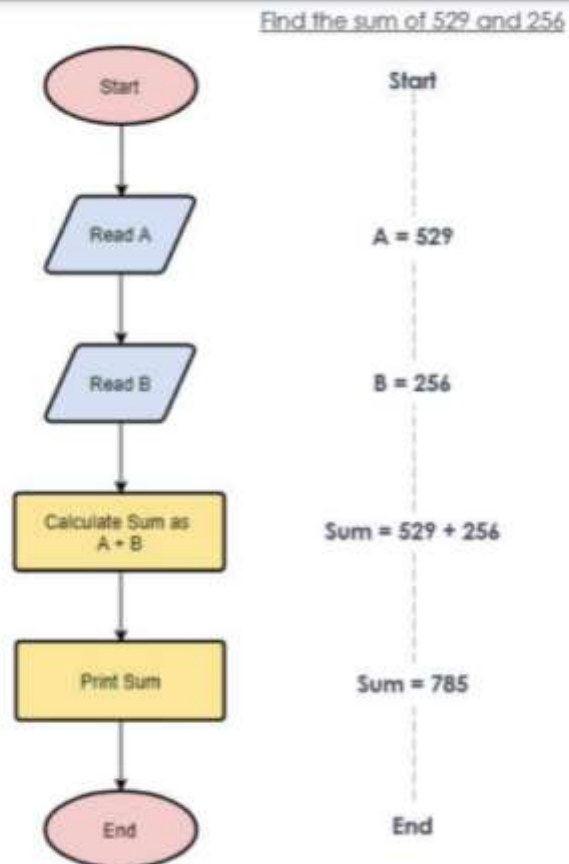 Find the sum of 529 and 256
Start
Start
Read A
A = 529
Read B
B = 256
Calculate Sum as
A + B
Sum = 529 + 256
Print Sum
Sum = 785
End
End